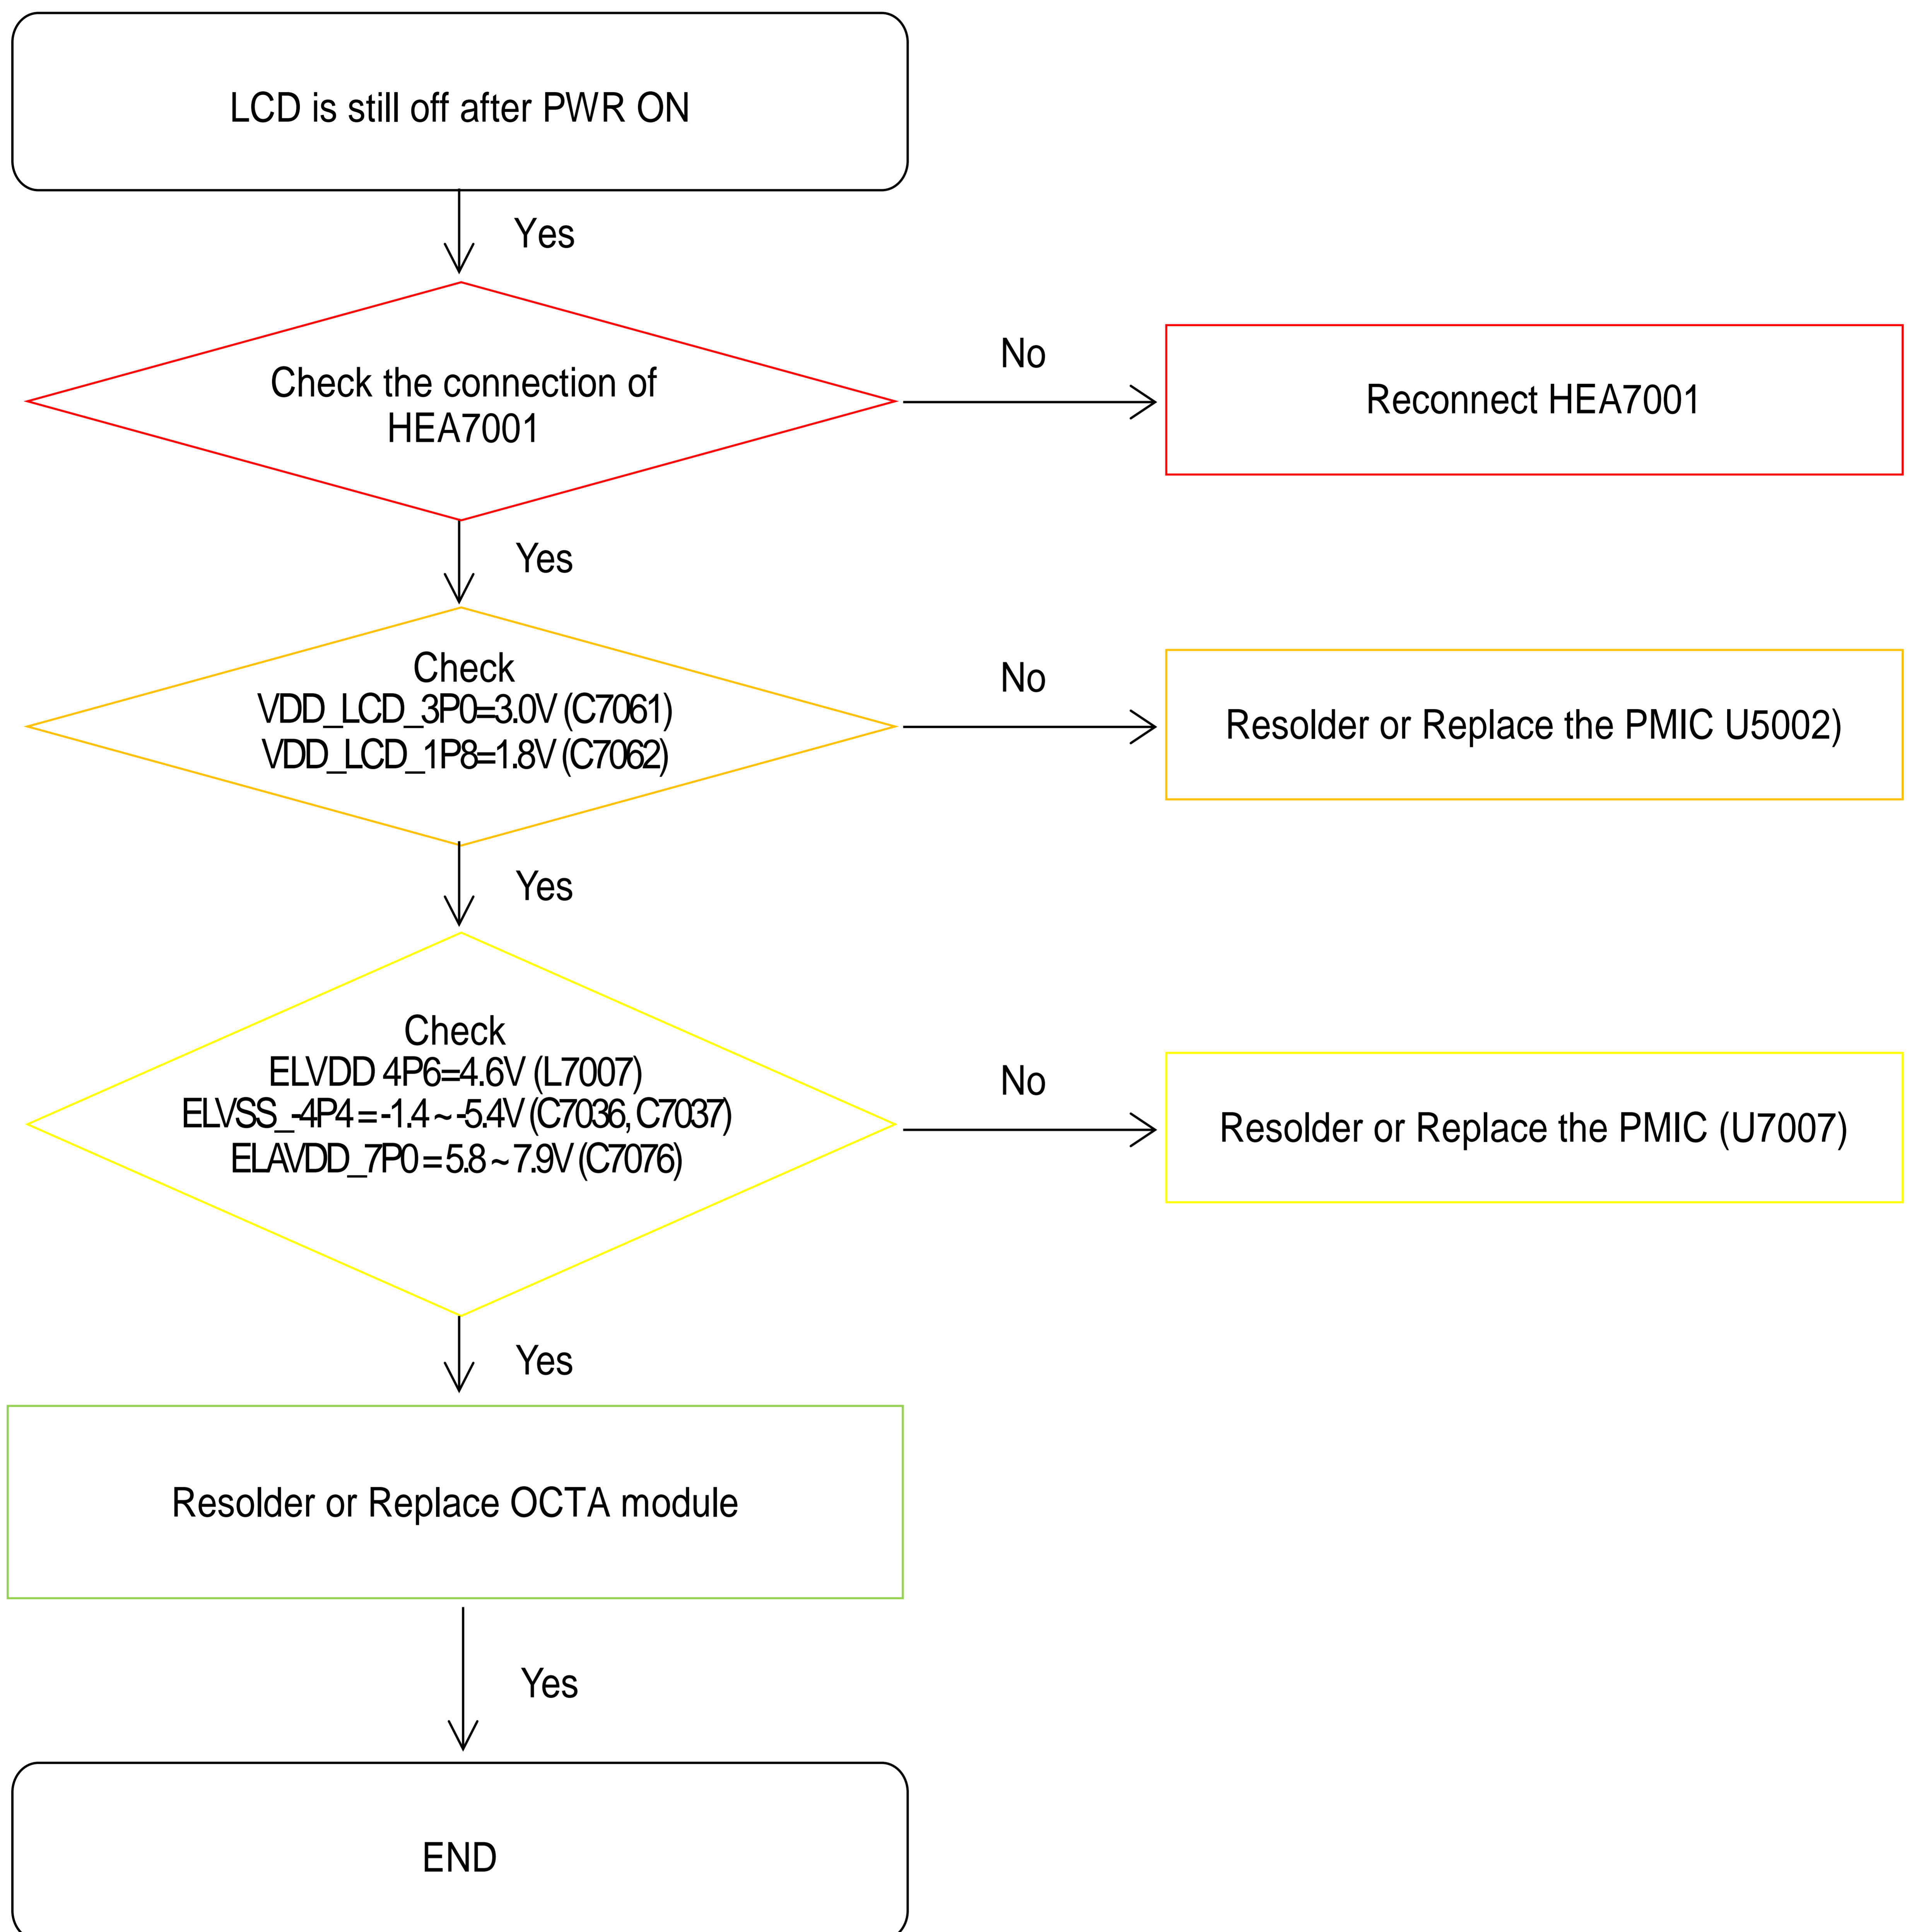 LCD is still off after PWR ON
Yes
Check the connection of
HEA7001
No
Reconnect HEA7001
Yes
Check
VDD_LCD_3P0=3.0V (C7061)
VDD_LCD_1P8=1.8V (C7062)
No
Resolder or Replace the PMIC U5002)
Yes
Check
ELVDD 4P6=4.6V (L7007)
ELVSS_-4P4 = -1.4 ~ -5.4V (C7036, C7037)
ELAVDD_7P0 = 5.8 ~ 7.9V (C7076)
No
Resolder or Replace the PMIC (U7007)
Yes
Resolder or Replace OCTA module
Yes
END